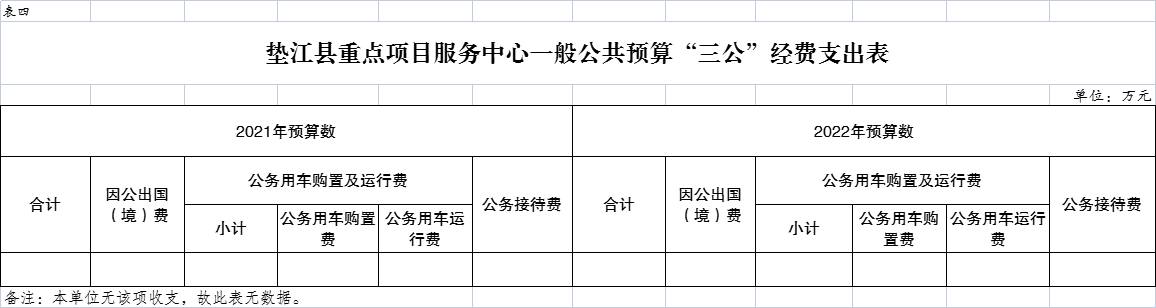 表四
垫江县重点项目服务中心一般公共预算“三公”经费支出表
单位：万元
2021年预算数
2022年预算数
合计
因公出国
（境）费
公务用车购置及运行费
公务接待费
合计
因公出国
（境）费
公务用车购置及运行费
公务接待费
小计
公务用车购置
费
公务用车运
行费
小计
公务用车购
置费
公务用车运行
费
备注：本单位无该项收支，故此表无数据。